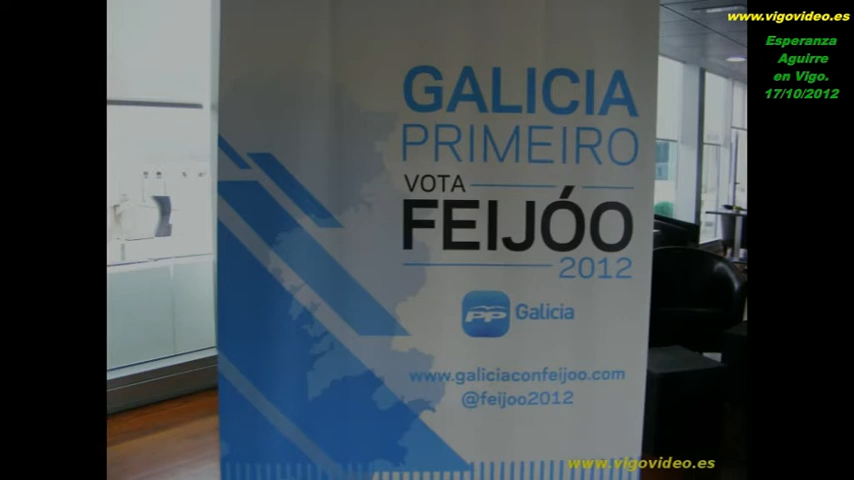 www.vigovideo.es
Esperanza
Aguirre
en Vigo.
17/10/2012
GALICIA
PRIMEIRO
VOTA
FEIJÓO
2012
PP Galicia
www.galiciaconfeijoo.com
@feijoo2012
www.vigovideo.es